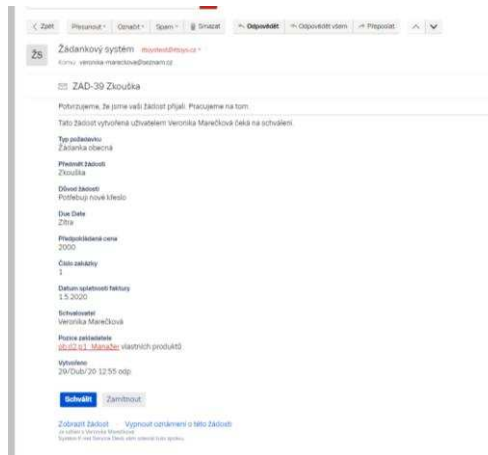 Zpět Přesunout Označit Spam Smazat Odpovědět Odpovědět všem Přeposlat
ŽS
Žádankový systém
Komu: veronika-mareckova@seznam.cz
ZAD-39 Zkouška
Potvrzujeme, že jsme vaši žádost přijali. Pracujeme na tom.
Tato žádost vytvořená uživatelem Veronika Marečková čeká na schválení.
Typ požadavku
Žádanka obecná
Předmět žádosti
Zkouška
Důvod žádosti
Potřebuji nové křeslo
Due Date
Zítra
Předpokládaná cena
2000
Číslo zakázky
1
Datum splatnosti faktury
1.5.2020
Schvalovatel
Veronika Marečková
Pozice zakladatele
Manažer vlastních produktů
Vytvořeno
29/Dub/20 12:55 odp.
Schválit Zamítnout
Zobrazit žádost Vypnout oznámení o této žádosti